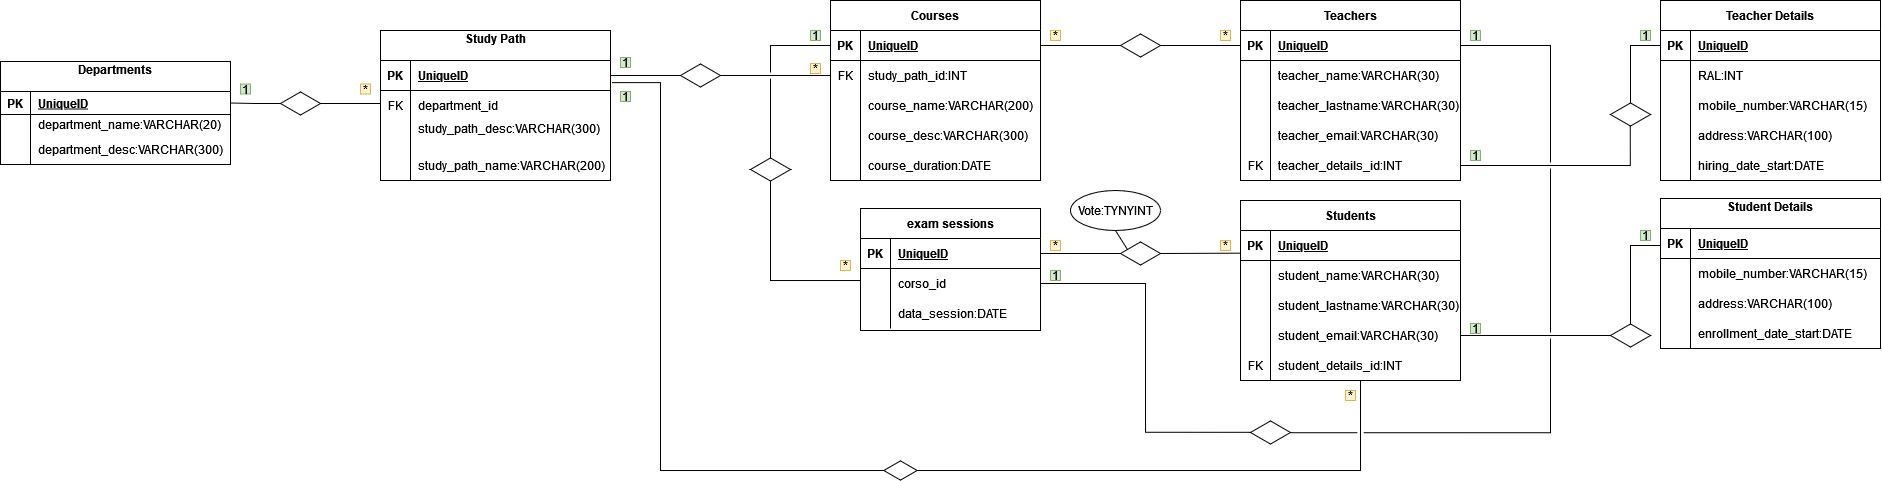 Departments
PK UniqueID
department_name:VARCHAR(20)
department_desc:VARCHAR(300)
1
*
Study Path
PK UniqueID
FK department_id
study_path_desc:VARCHAR(300)
study_path_name:VARCHAR(200)
1
1
1
*
*
Courses
PK UniqueID
FK study_path_id:INT
course_name:VARCHAR(200)
course_desc:VARCHAR(300)
course_duration:DATE
*
*
exam sessions
PK UniqueID
corso_id
data_session:DATE
*
1
Vote:TYNYINT
*
Teachers
PK UniqueID
teacher_name:VARCHAR(30)
teacher_lastname:VARCHAR(30)
teacher_email:VARCHAR(30)
FK teacher_details_id:INT
1
1
1
Students
PK UniqueID
student_name:VARCHAR(30)
student_lastname:VARCHAR(30)
student_email:VARCHAR(30)
FK student_details_id:INT
1
*
1
Teacher Details
PK UniqueID
RAL:INT
mobile_number:VARCHAR(15)
address:VARCHAR(100)
hiring_date_start:DATE
Student Details
PK UniqueID
mobile_number:VARCHAR(15)
address:VARCHAR(100)
enrollment_date_start:DATE